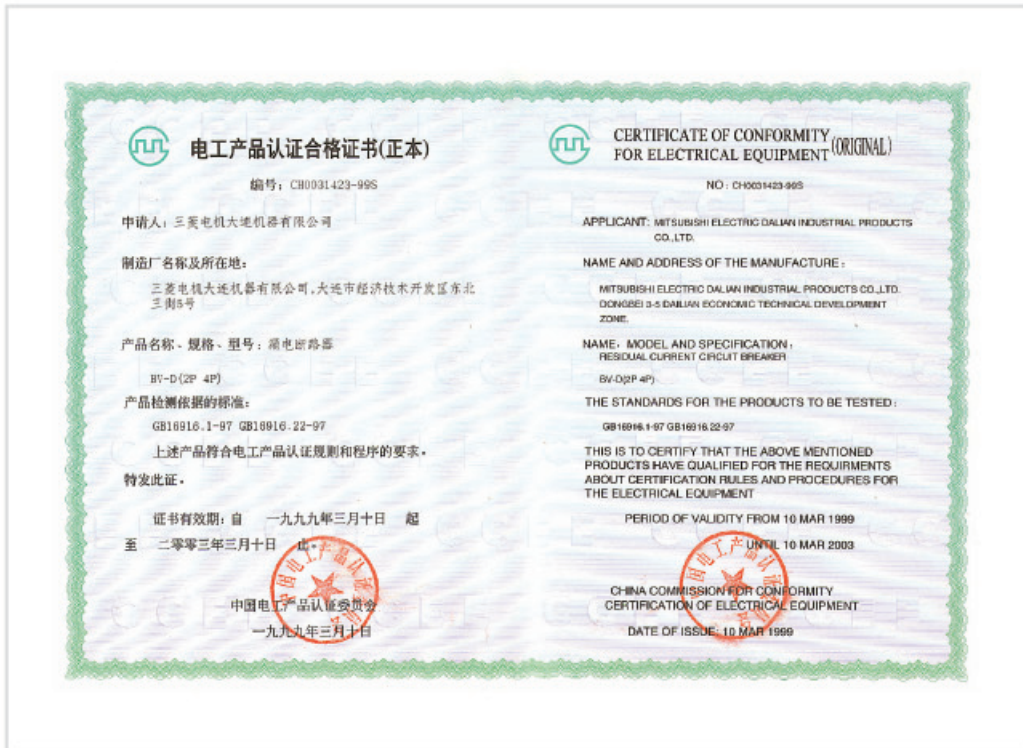 电工产品认证合格证书(正本)
编号：CH0031423-99S
申请人：三菱电机大连机器有限公司
制造厂名称及所在地：
三菱电机大连机器有限公司,大连市经济技术开发区东北
三街5号
产品名称、规格、型号：漏电断路器
BV-D(2P 4P)
产品检测依据的标准：
GB16916.1-97 GB16916.22-97
上述产品符合电工产品认证规则和程序的要求。
特发此证。
证书有效期：自 一九九九年三月十日 起
至 二零零三年三月十日 止。
中国电工产品认证委员会
一九九九年三月十日
CERTIFICATE OF CONFORMITY
FOR ELECTRICAL EQUIPMENT (ORIGINAL)
NO：CH0031423-99S
APPLICANT: MITSUBISHI ELECTRIC DALIAN INDUSTRIAL PRODUCTS
CO.,LTD.
NAME AND ADDRESS OF THE MANUFACTURE：
MITSUBISHI ELECTRIC DALIAN INDUSTRIAL PRODUCTS CO.,LTD.
DONGBEI 3-5 DAILIAN ECONOMIC TECHNICAL DEVELOPMENT
ZONE.
NAME，MODEL AND SPECIFICATION：
RESIDUAL CURRENT CIRCUIT BREAKER
BV-D(2P 4P)
THE STANDARDS FOR THE PRODUCTS TO BE TESTED：
GB16916.1-97 GB16916.22-97
THIS IS TO CERTIFY THAT THE ABOVE MENTIONED
PRODUCTS HAVE QUALIFIED FOR THE REQUIRMENTS
ABOUT CERTIFICATION RULES AND PROCEDURES FOR
THE ELECTRICAL EQUIPMENT
PERIOD OF VALIDITY FROM 10 MAR 1999
UNTIL 10 MAR 2003
CHINA COMMISSION FOR CONFORMITY
CERTIFICATION OF ELECTRICAL EQUIPMENT
DATE OF ISSUE: 10 MAR 1999